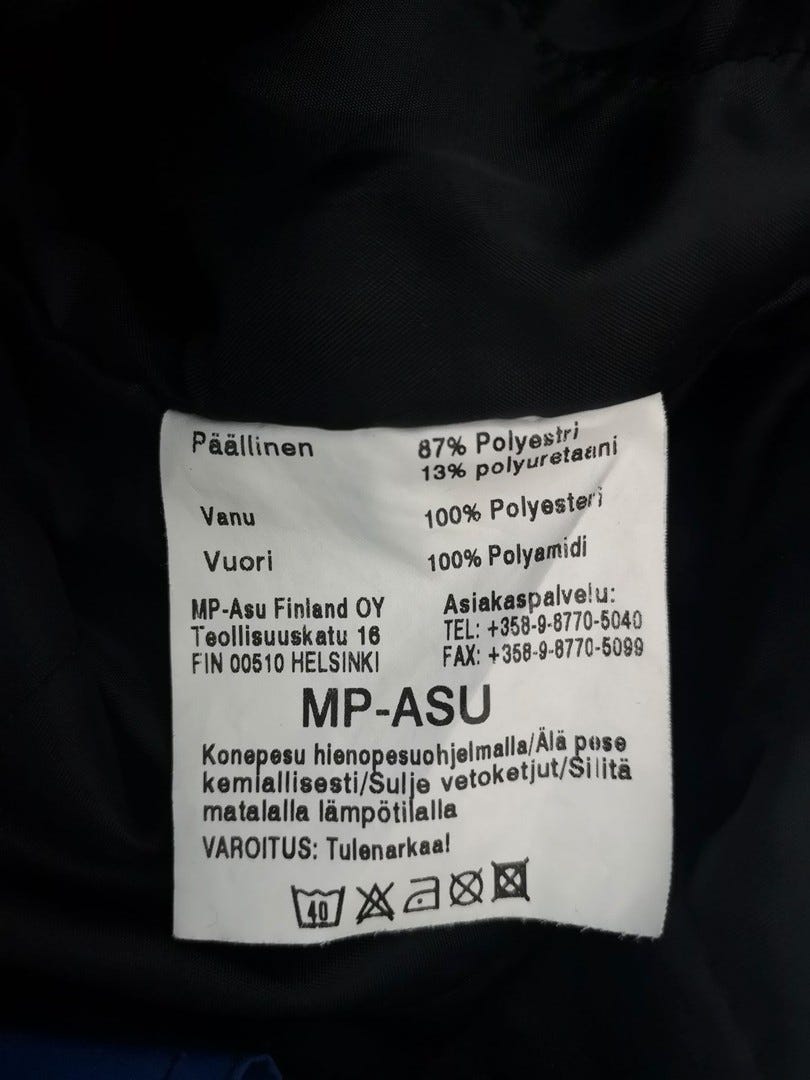 Päällinen 87% Polyestri
13% polyuretaani
Vanu 100% Polyesteri
Vuori 100% Polyamidi
MP-Asu Finland OY
Teollisuuskatu 16
FIN 00510 HELSINKI
Asiakaspalvelu:
TEL: +358-9-8770-5040
FAX: +358-9-8770-5099
MP-ASU
Konepesu hienopesuohjelmalla/Älä pese
kemiallisesti/Sulje vetoketjut/Silitä
matalalla lämpötilalla
VAROITUS: Tulenarkaa!
40